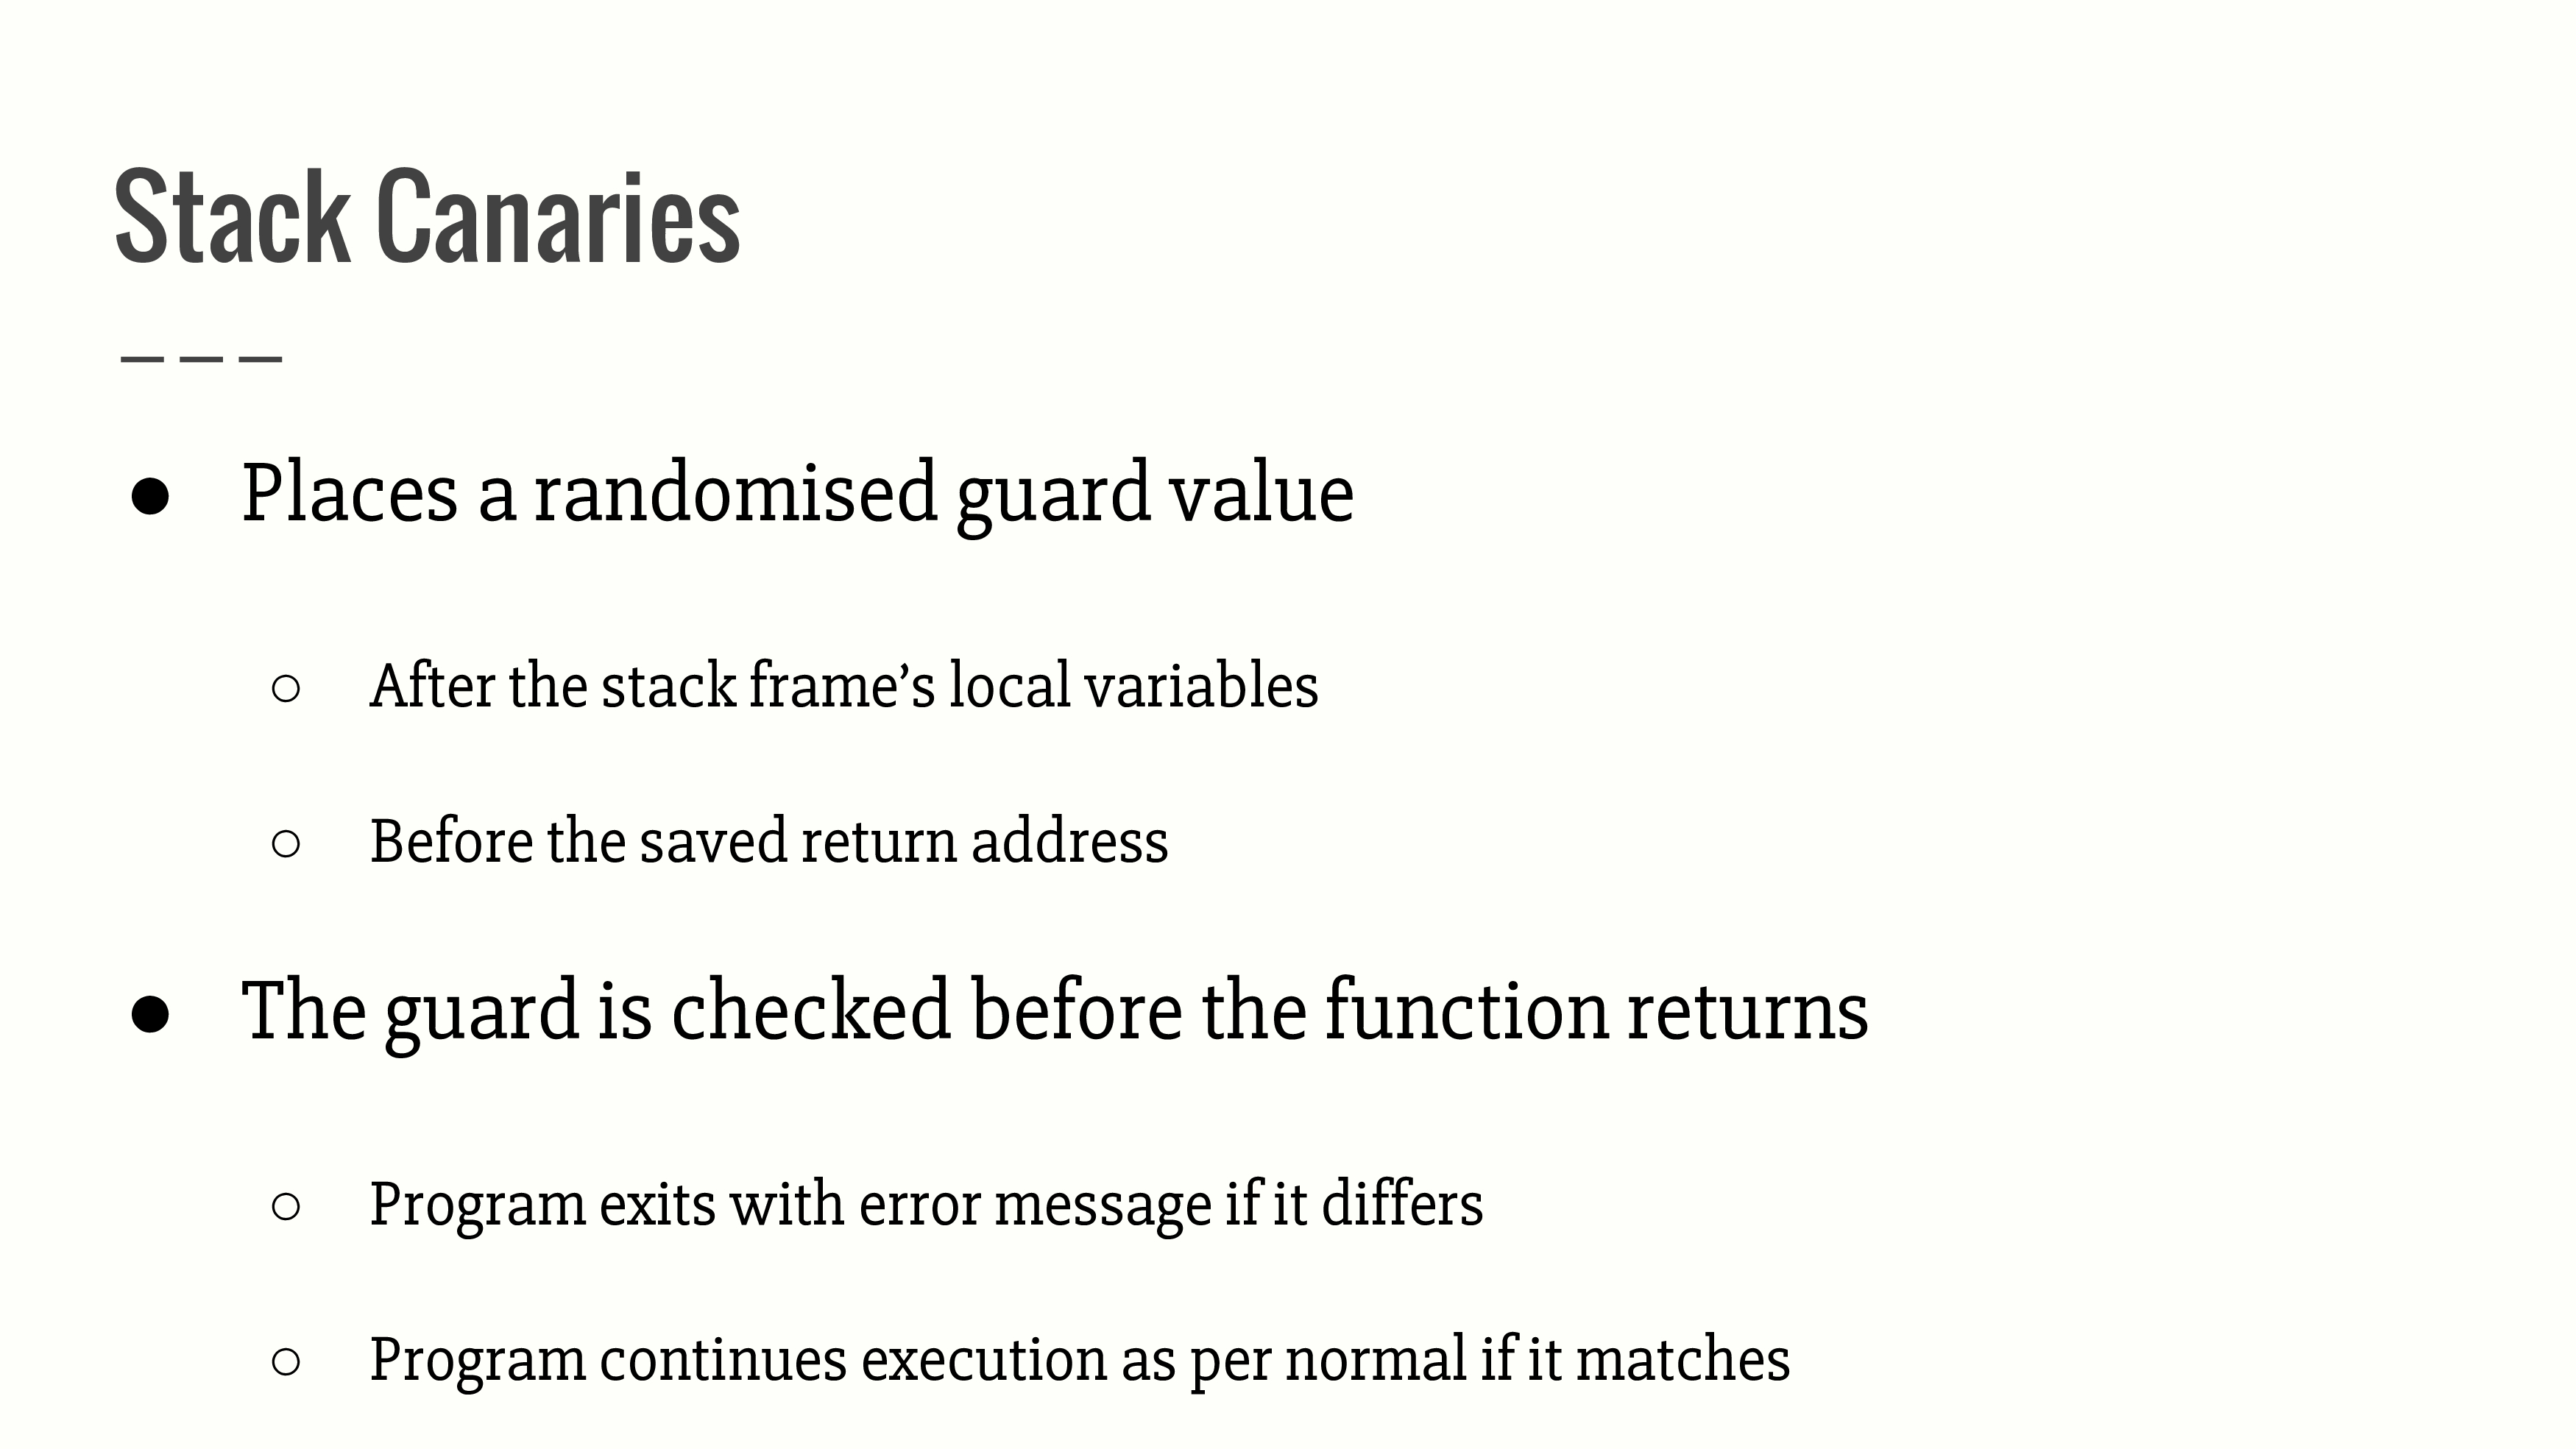 Stack Canaries
● Places a randomised guard value
○ After the stack frame’s local variables
○ Before the saved return address
● The guard is checked before the function returns
○ Program exits with error message if it differs
○ Program continues execution as per normal if it matches